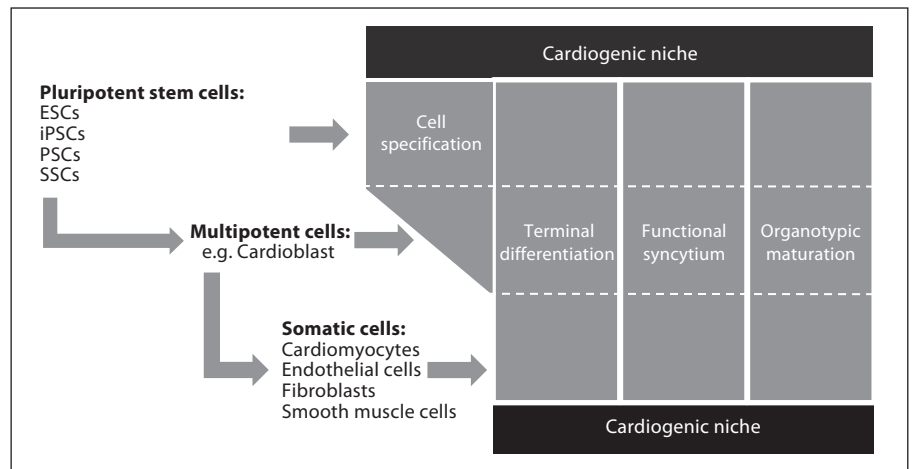 Cardiogenic niche
Pluripotent stem cells:
ESCs
iPSCs
PSCs
SSCs
Cell
specification
Multipotent cells:
e.g. Cardioblast
Terminal
differentiation
Functional
syncytium
Organotypic
maturation
Somatic cells:
Cardiomyocytes
Endothelial cells
Fibroblasts
Smooth muscle cells
Cardiogenic niche